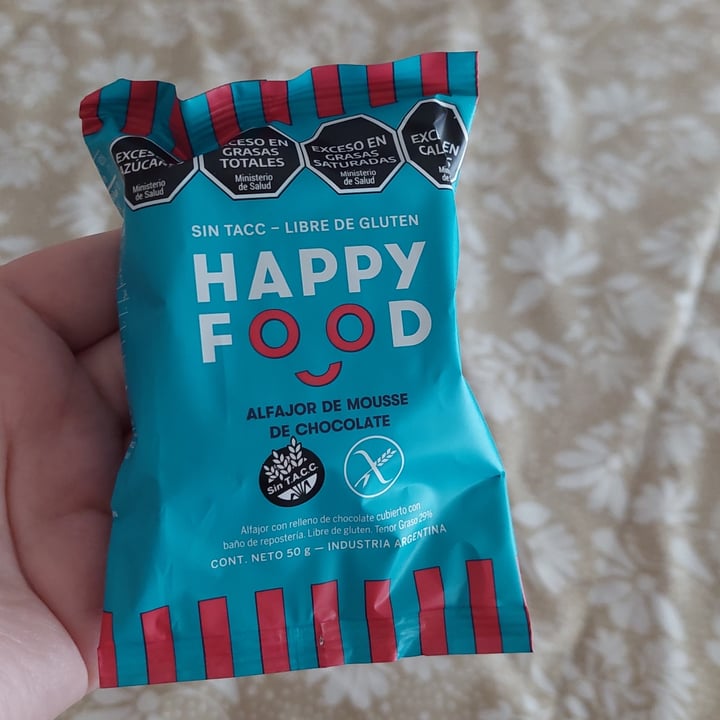 EXCESO EN
GRASAS
TOTALES
Ministerio
de Salud
EXCESO EN
GRASAS
SATURADAS
Ministerio
de Salud
Ministerio
de Salud
SIN TACC – LIBRE DE GLUTEN
HAPPY
FOOD
ALFAJOR DE MOUSSE
DE CHOCOLATE
Sin T.A.C.C.
Alfajor con relleno de chocolate cubierto con
baño de repostería. Libre de gluten. Tenor Graso 29%
CONT. NETO 50 g — INDUSTRIA ARGENTINA